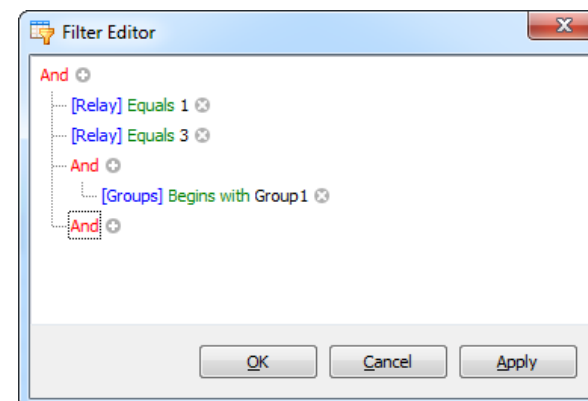 Filter Editor
And
[Relay] Equals 1
[Relay] Equals 3
And
[Groups] Begins with Group1
And
OK Cancel Apply